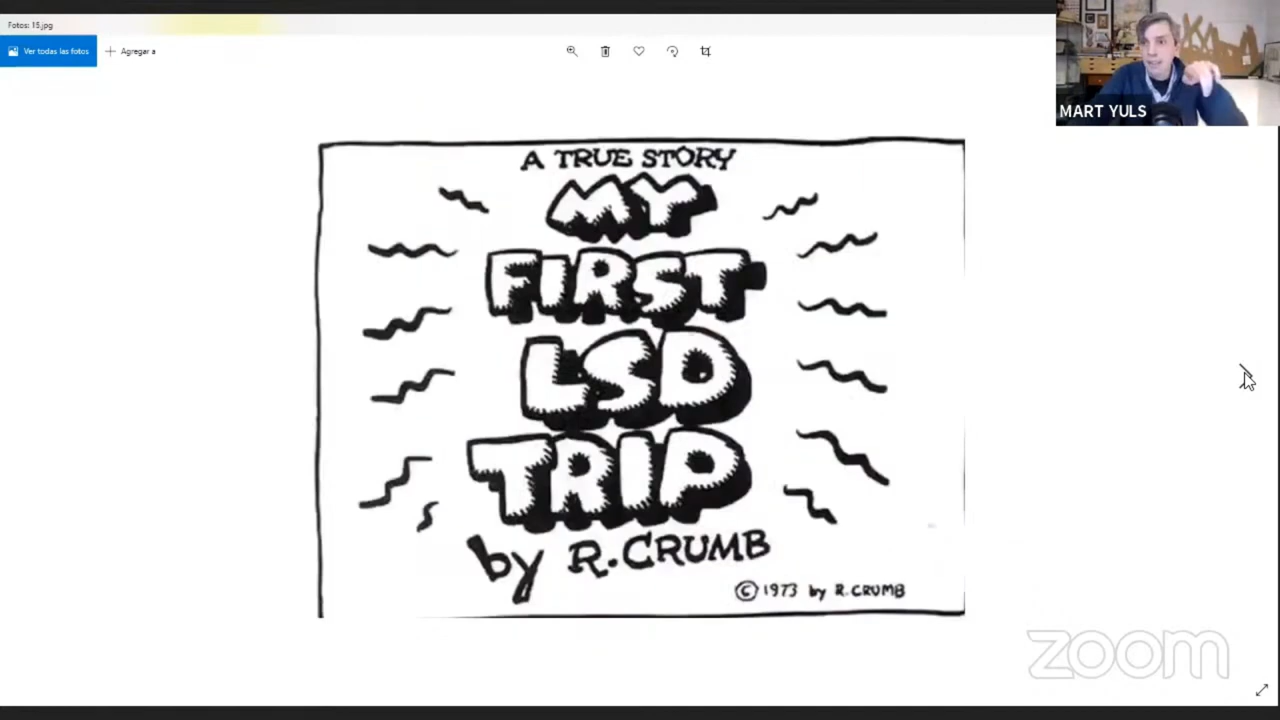 Fotos: 15.jpg
Ver todas las fotos
Agregar a
MART YULS
A TRUE STORY
MY
FIRST
LSD
TRIP
by R. CRUMB
© 1973 by R. CRUMB
zoom